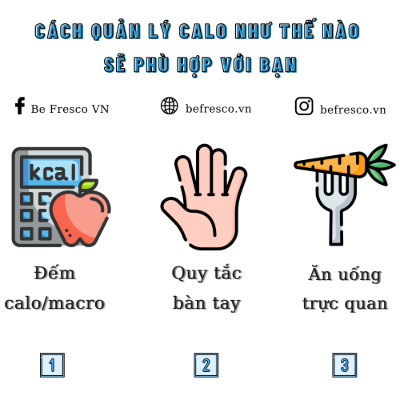 CÁCH QUẢN LÝ CALO NHƯ THẾ NÀO
SẼ PHÙ HỢP VỚI BẠN
Be Fresco VN befresco.vn befresco.vn
kcal
Đếm
calo/macro
Quy tắc
bàn tay
Ăn uống
trực quan
1 2 3